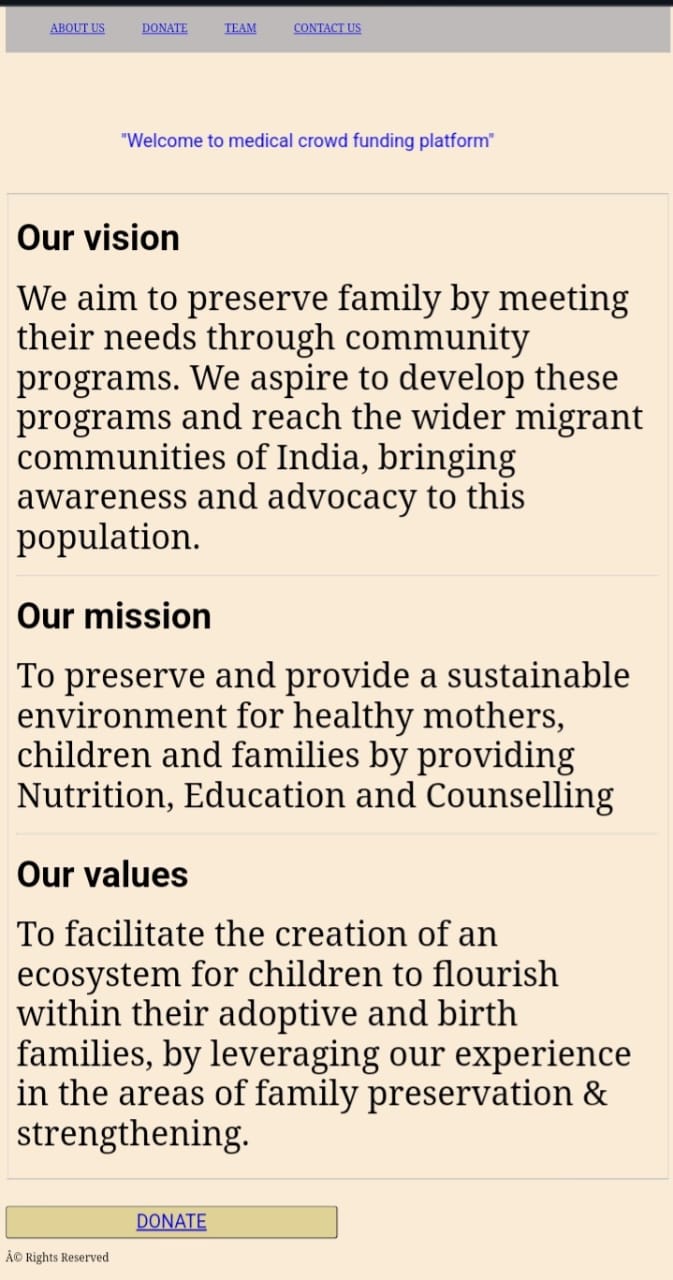 ABOUT US DONATE TEAM CONTACT US
"Welcome to medical crowd funding platform"
Our vision
We aim to preserve family by meeting
their needs through community
programs. We aspire to develop these
programs and reach the wider migrant
communities of India, bringing
awareness and advocacy to this
population.
Our mission
To preserve and provide a sustainable
environment for healthy mothers,
children and families by providing
Nutrition, Education and Counselling
Our values
To facilitate the creation of an
ecosystem for children to flourish
within their adoptive and birth
families, by leveraging our experience
in the areas of family preservation &
strengthening.
DONATE
Â© Rights Reserved